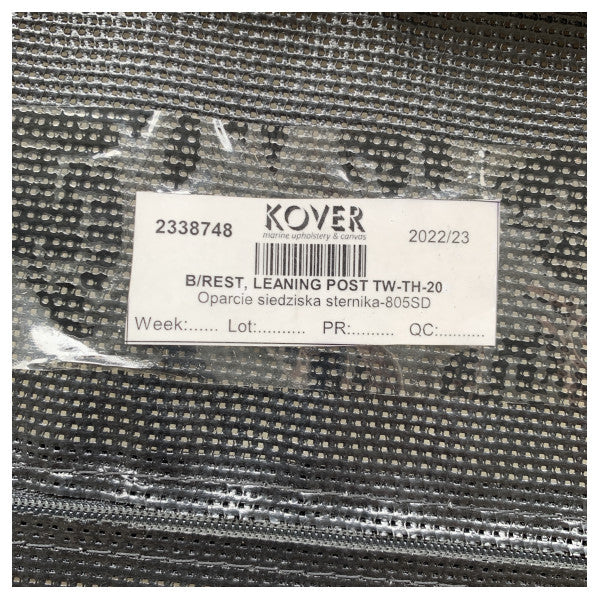 2338748
KOVER
marine upholstery & canvas
2022/23
B/REST, LEANING POST TW-TH-20
Oparcie siedziska sternika-805SD
Week:...... Lot:.......... PR:......... QC:..........